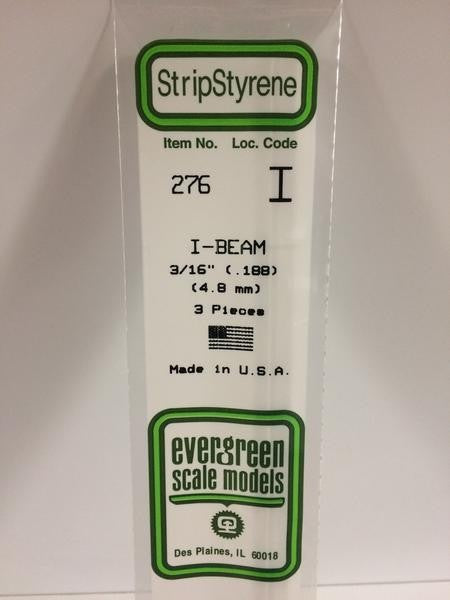 StripStyrene
Item No. Loc. Code
276 I
I-BEAM
3/16" (.188)
(4.8 mm)
3 Pieces
Made in U.S.A.
evergreen
scale models
Des Plaines, IL 60018